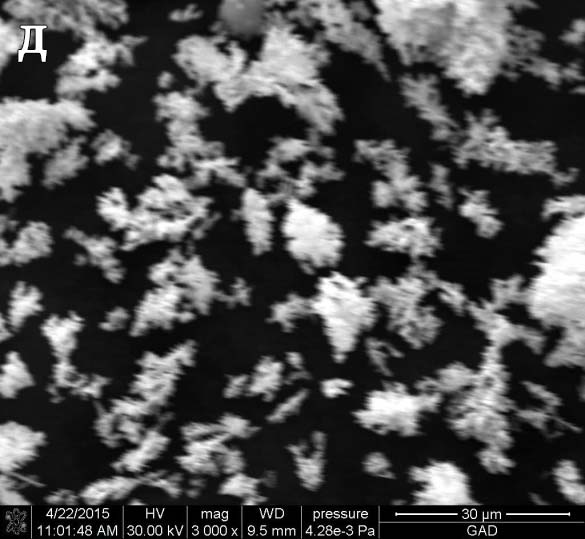 Д
4/22/2015 HV mag WD pressure 30 µm
11:01:48 AM 30.00 kV 3 000 x 9.5 mm 4.28e-3 Pa GAD